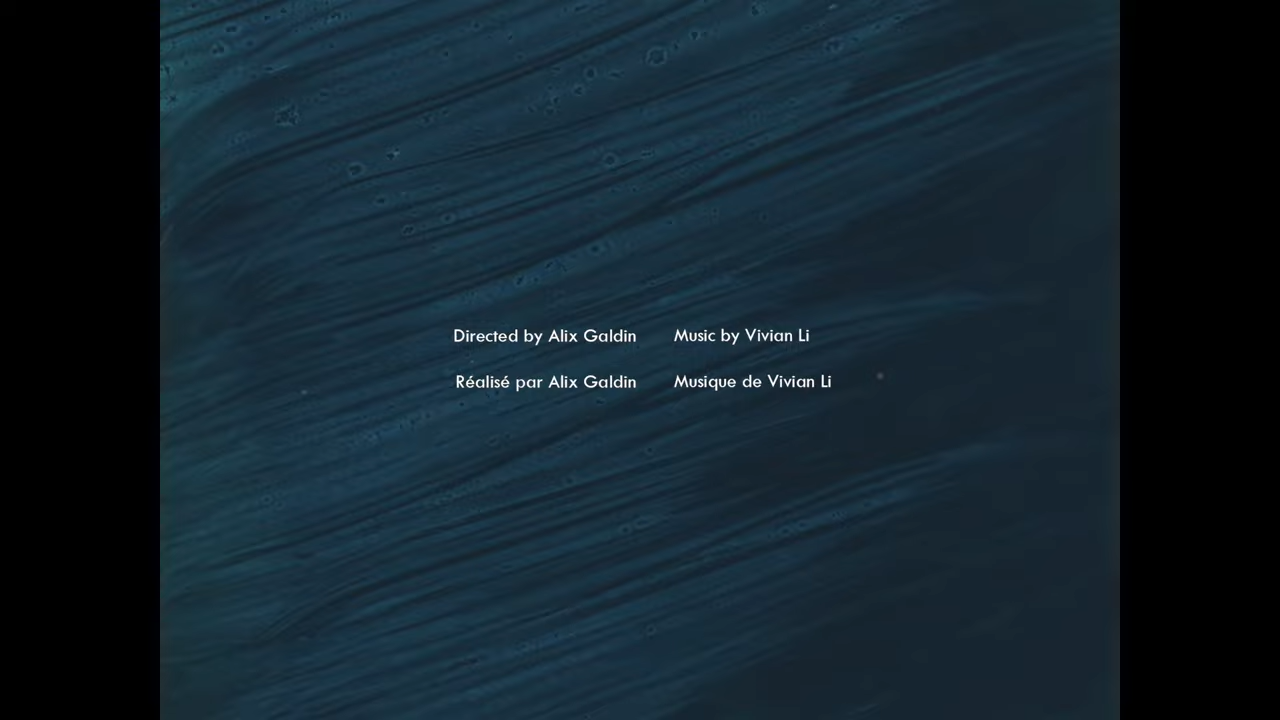 Directed by Alix Galdin
Réalisé par Alix Galdin
Music by Vivian Li
Musique de Vivian Li